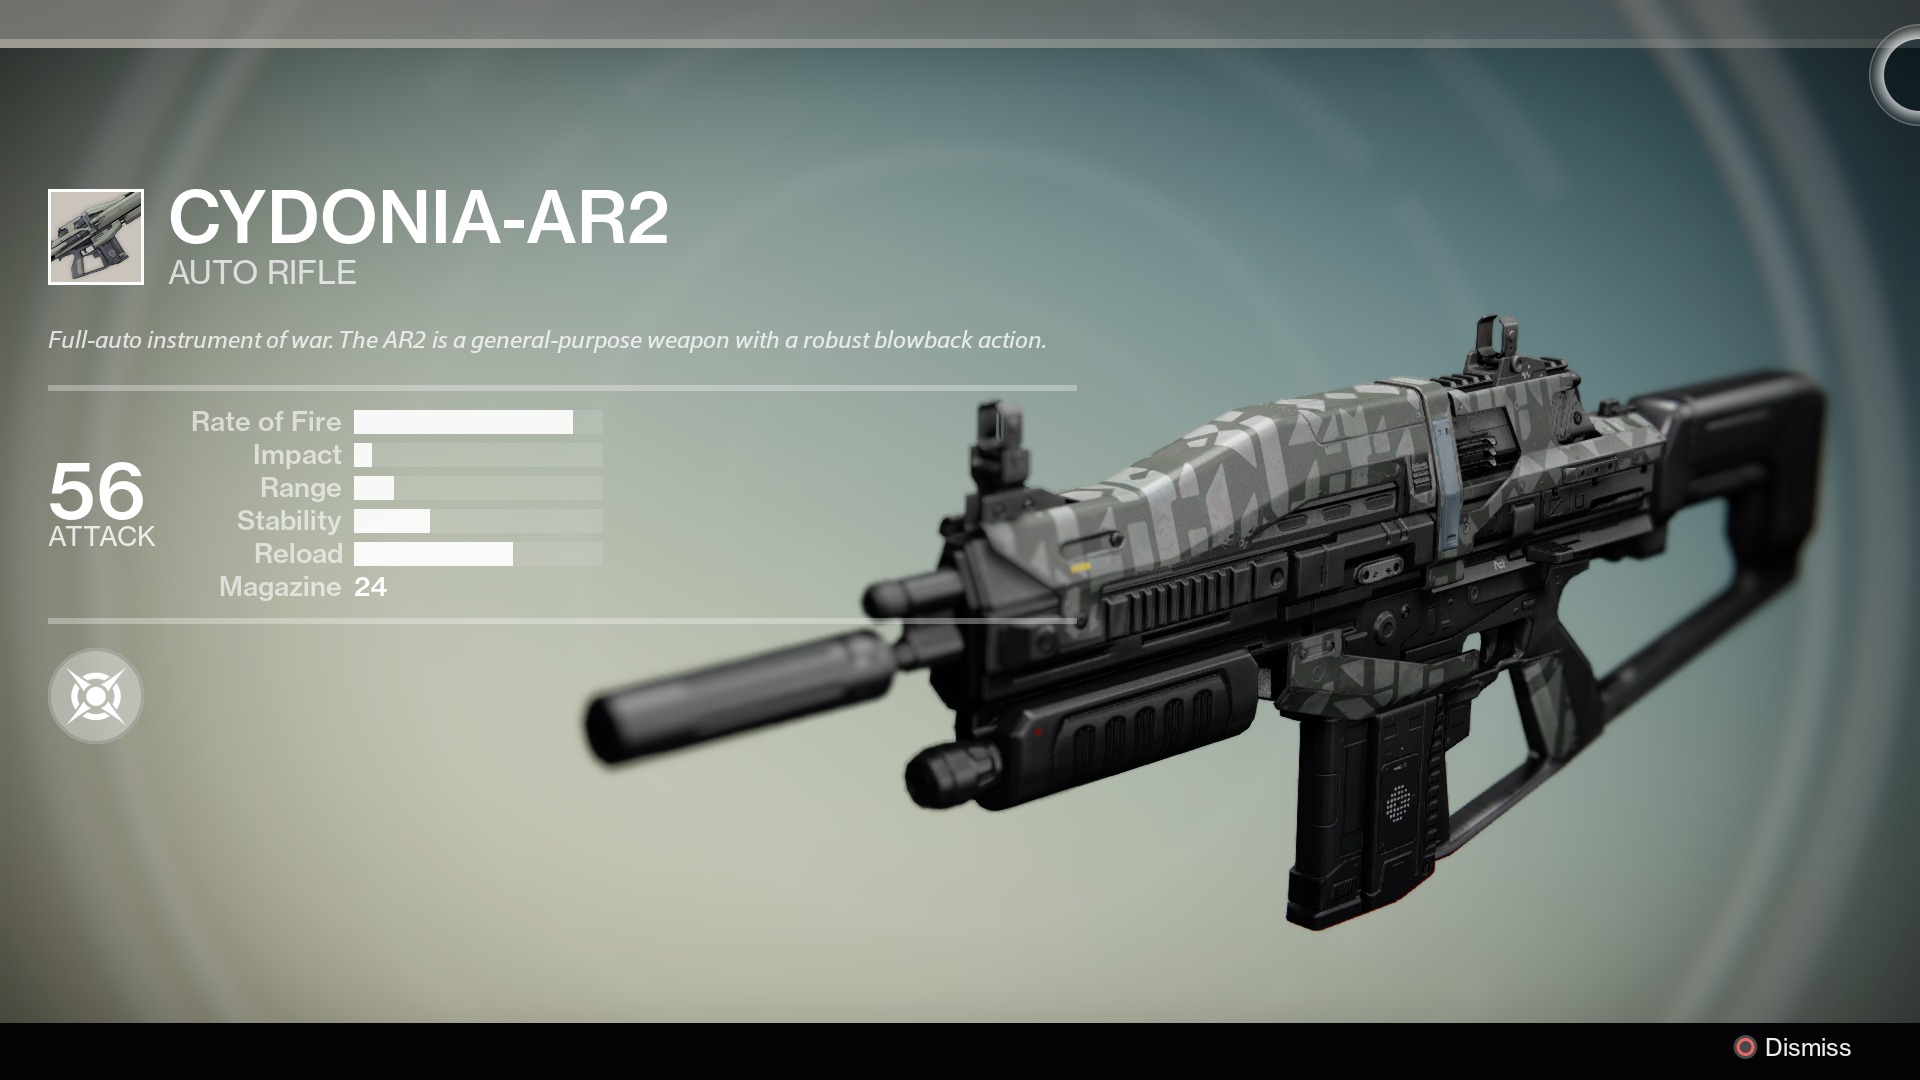 CYDONIA-AR2
AUTO RIFLE
Full-auto instrument of war. The AR2 is a general-purpose weapon with a robust blowback action.
56
ATTACK
Rate of Fire
Impact
Range
Stability
Reload
Magazine 24
Dismiss